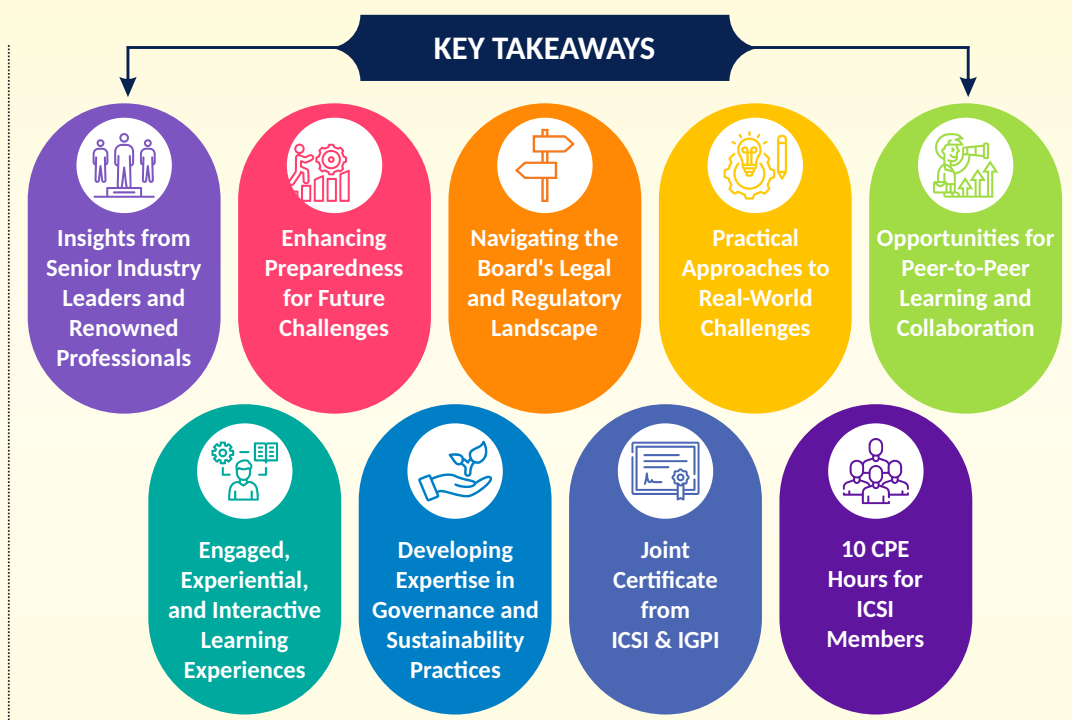 KEY TAKEAWAYS
Insights from
Senior Industry
Leaders and
Renowned
Professionals
Enhancing
Preparedness
for Future
Challenges
Navigating the
Board's Legal
and Regulatory
Landscape
Practical
Approaches to
Real-World
Challenges
Opportunities for
Peer-to-Peer
Learning and
Collaboration
Engaged,
Experiential,
and Interactive
Learning
Experiences
Developing
Expertise in
Governance and
Sustainability
Practices
Joint
Certificate
from
ICSI & IGPI
10 CPE
Hours for
ICSI
Members